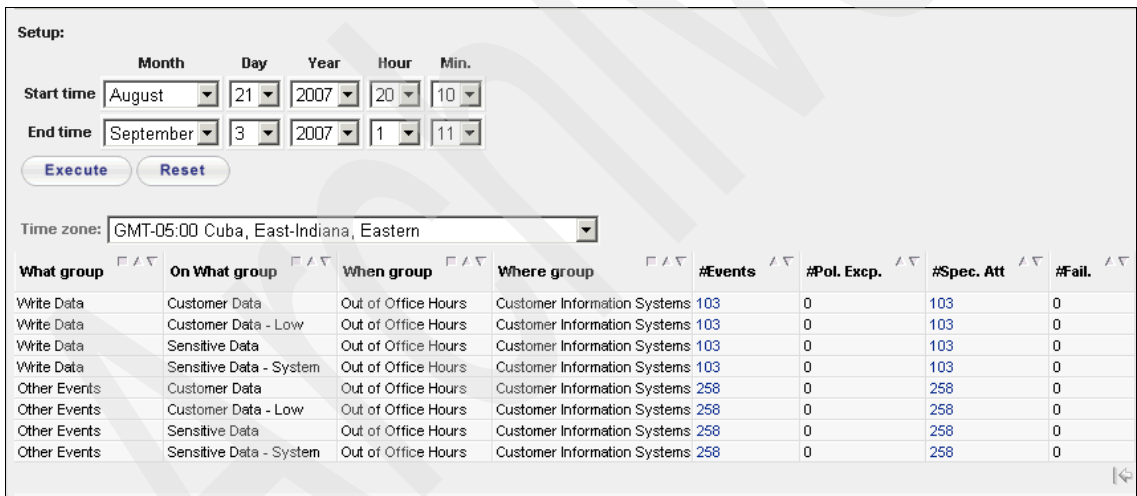 Setup:
Month Day Year Hour Min.
Start time August 21 2007 20 10
End time September 3 2007 1 11
Execute Reset
Time zone: GMT-05:00 Cuba, East-Indiana, Eastern
What group On What group When group Where group #Events #Pol. Excp. #Spec. Att #Fail.
Write Data Customer Data Out of Office Hours Customer Information Systems 103 0 103 0
Write Data Customer Data - Low Out of Office Hours Customer Information Systems 103 0 103 0
Write Data Sensitive Data Out of Office Hours Customer Information Systems 103 0 103 0
Write Data Sensitive Data - System Out of Office Hours Customer Information Systems 103 0 103 0
Other Events Customer Data Out of Office Hours Customer Information Systems 258 0 258 0
Other Events Customer Data - Low Out of Office Hours Customer Information Systems 258 0 258 0
Other Events Sensitive Data Out of Office Hours Customer Information Systems 258 0 258 0
Other Events Sensitive Data - System Out of Office Hours Customer Information Systems 258 0 258 0